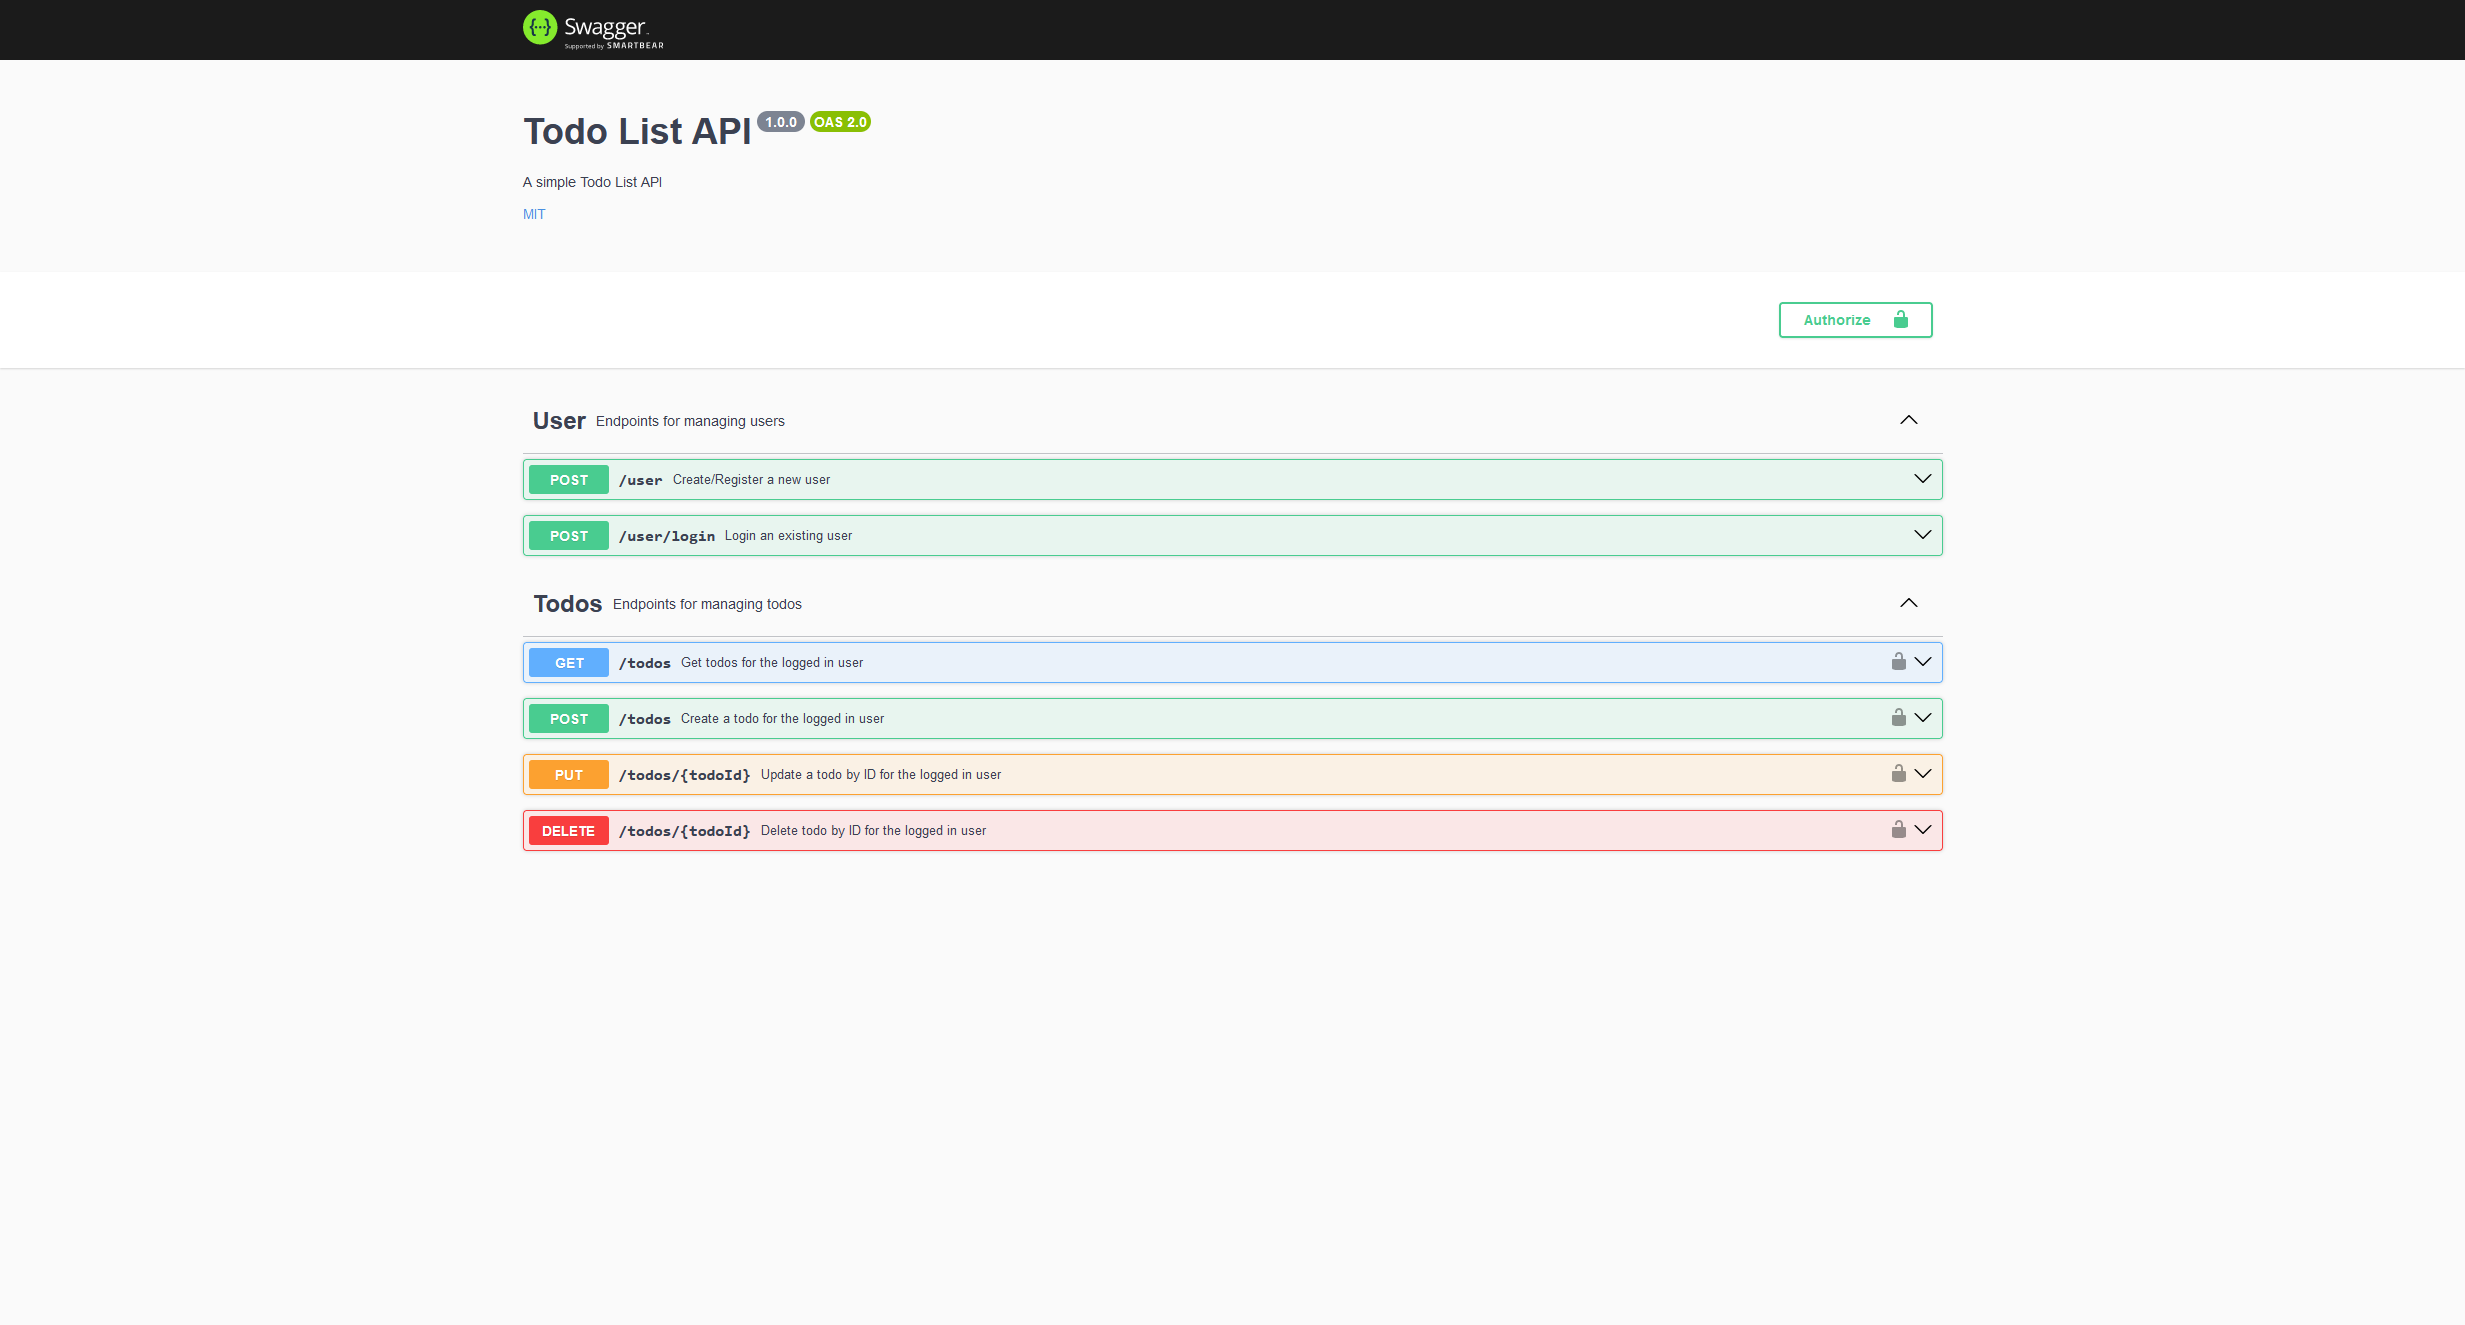 Swagger
Supported by SMARTBEAR
Todo List API 1.0.0 OAS 2.0
A simple Todo List API
MIT
Authorize
User Endpoints for managing users
POST /user Create/Register a new user
POST /user/login Login an existing user
Todos Endpoints for managing todos
GET /todos Get todos for the logged in user
POST /todos Create a todo for the logged in user
PUT /todos/{todoId} Update a todo by ID for the logged in user
DELETE /todos/{todoId} Delete todo by ID for the logged in user